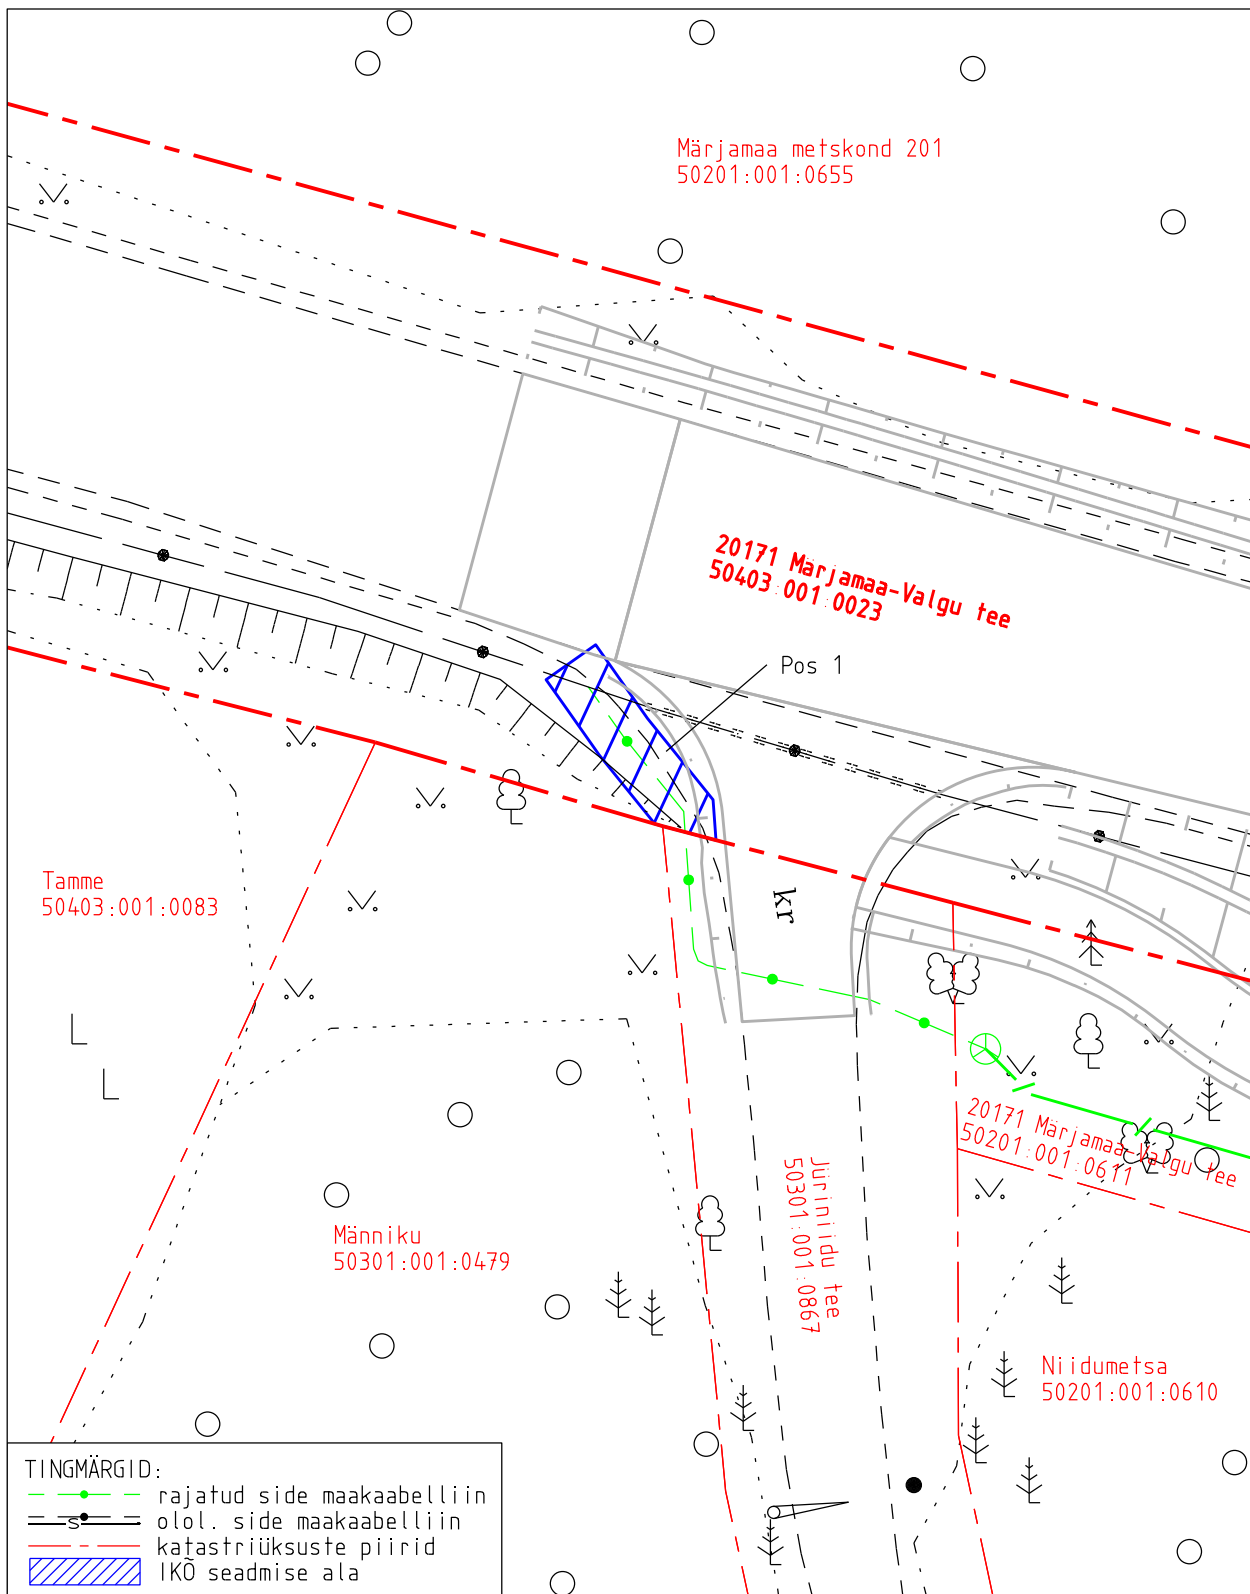 Märjamaa metskond 201
50201:001:0655
20171 Märjamaa-Valgu tee
50403:001:0023
Pos 1
Tamme
50403:001:0083
kr
20171 Märjamaa-Valgu tee
50201:001:0611
Jüriniidu tee
50301:001:0867
Männiku
50301:001:0479
Niidumetsa
50201:001:0610
TINGMÄRGID:
rajatud side maakaabelliin
S
olol. side maakaabelliin
katastriüksuste piirid
IKÕ seadmise ala